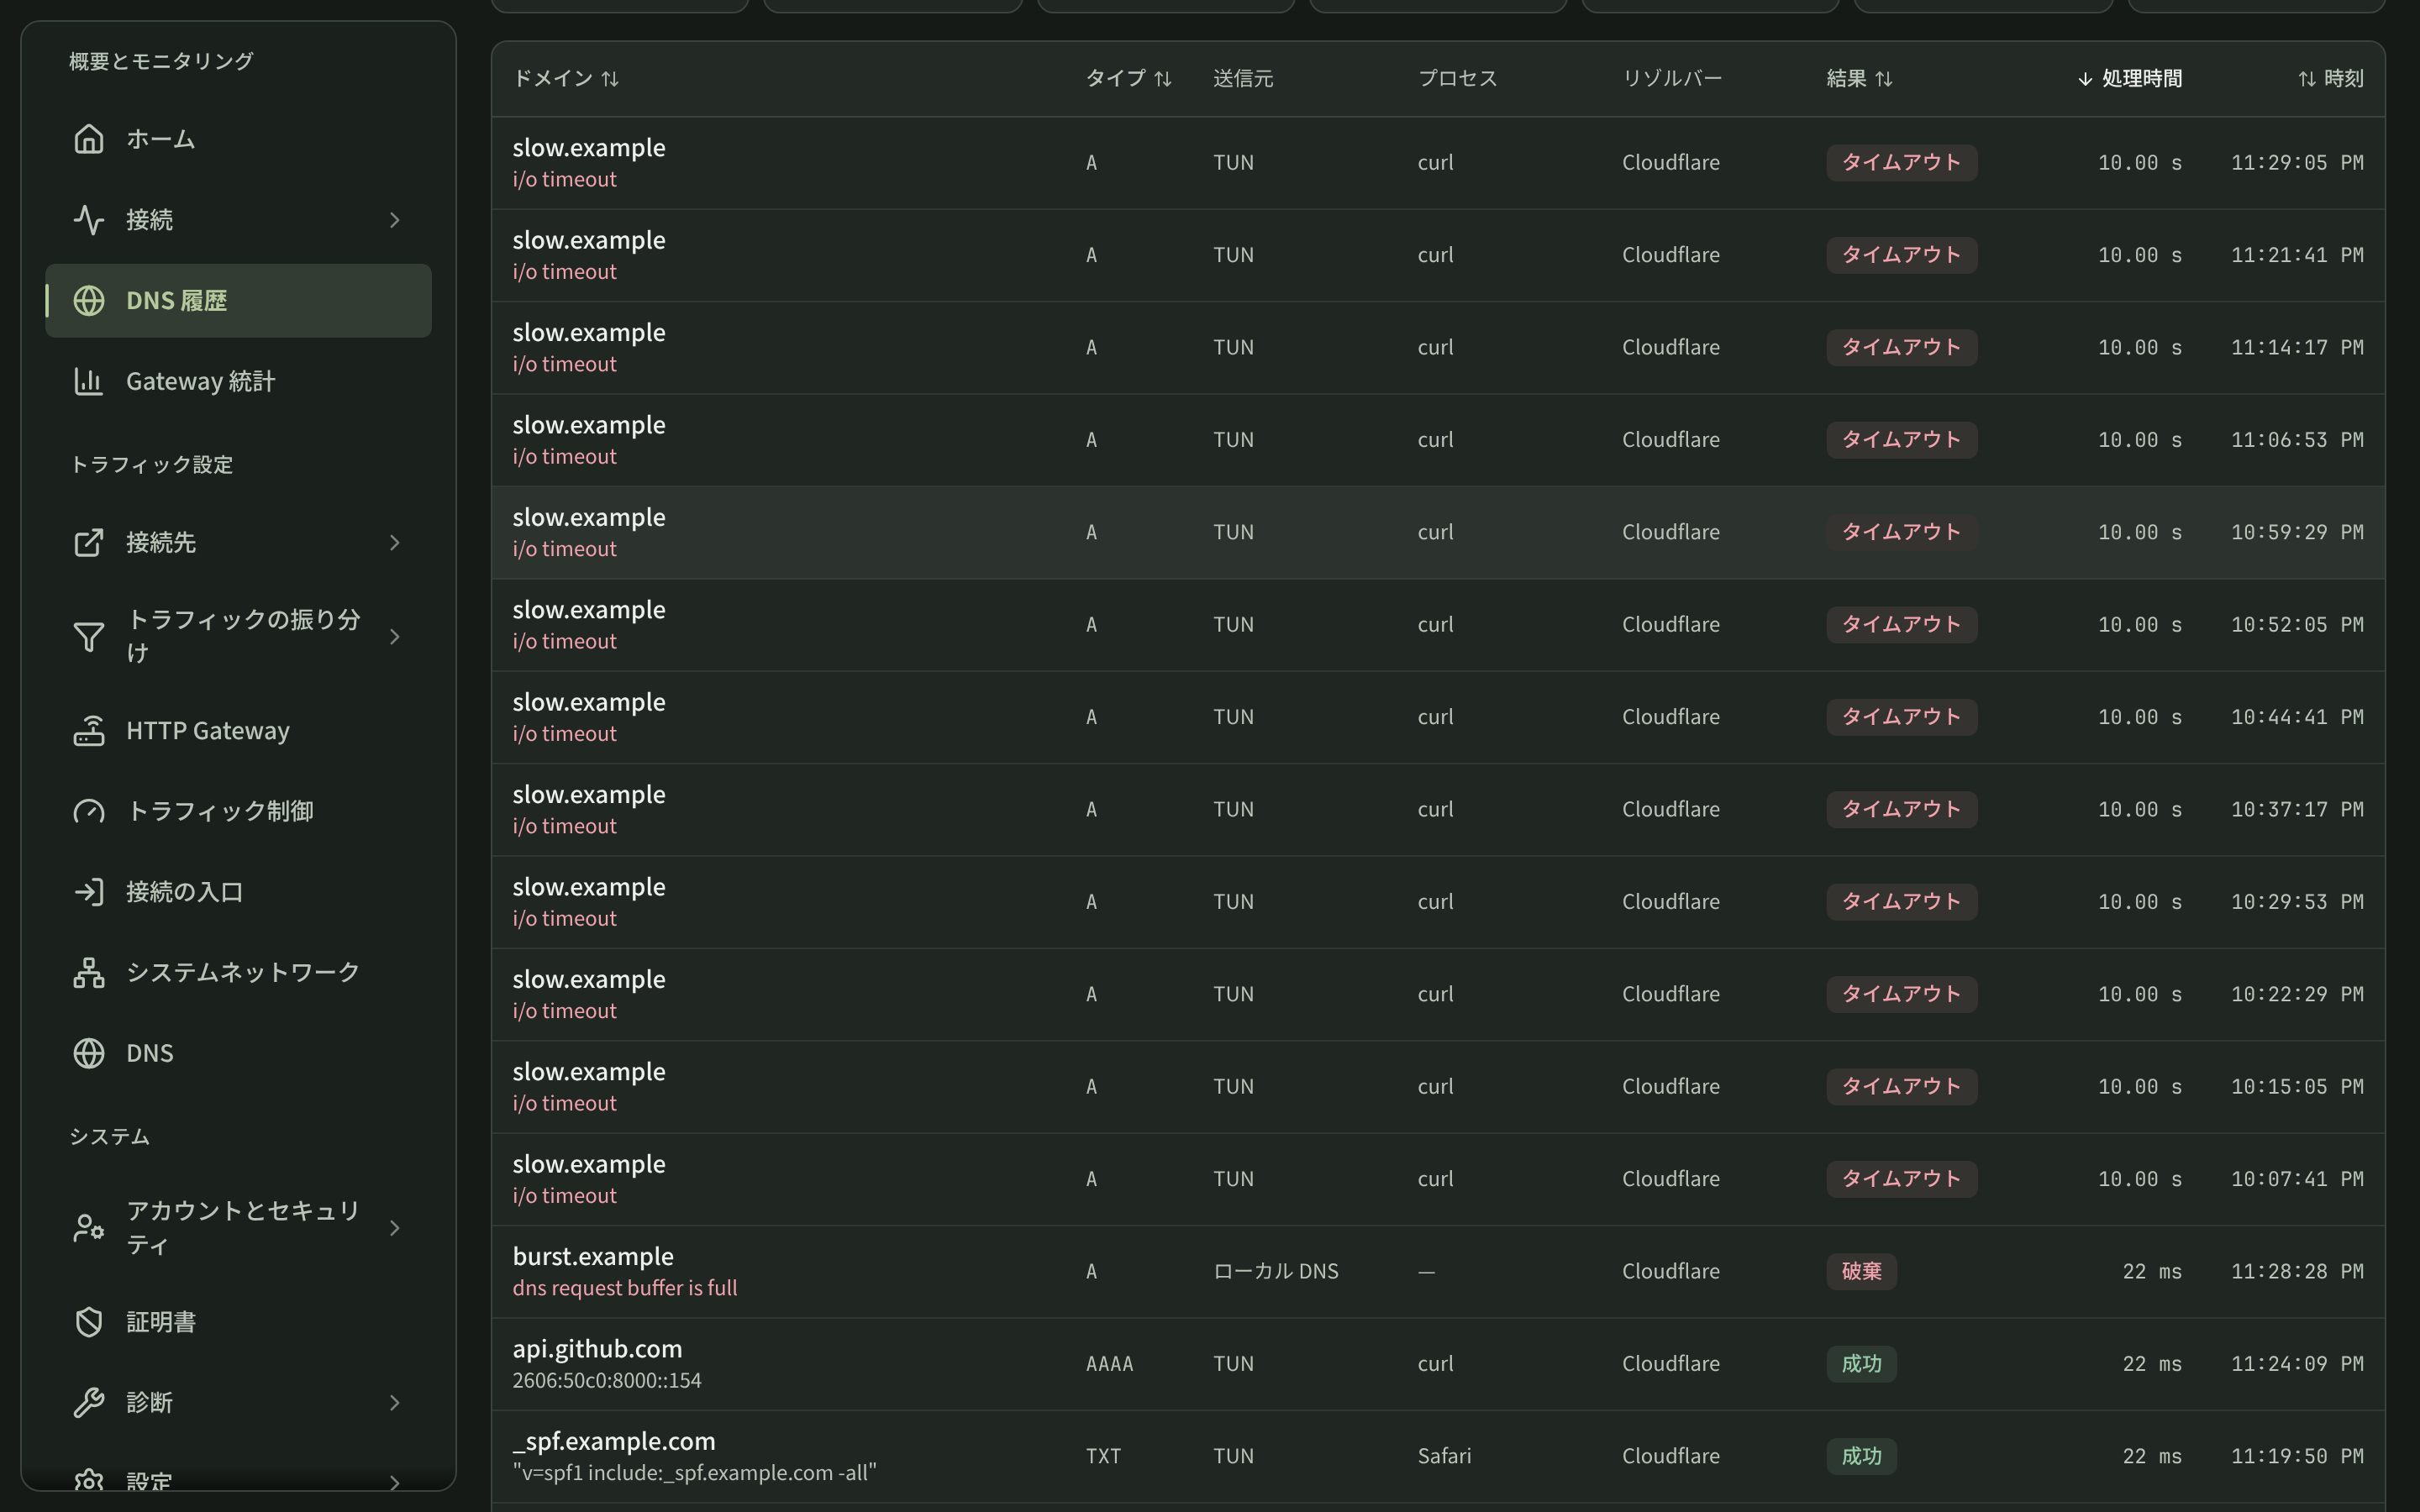 概要とモニタリング
ホーム
接続
DNS 履歴
Gateway 統計
トラフィック設定
接続先
トラフィックの振り分
け
HTTP Gateway
トラフィック制御
接続の入口
システムネットワーク
DNS
システム
アカウントとセキュリ
ティ
証明書
診断
設定
ドメイン タイプ 送信元 プロセス リゾルバー 結果 処理時間 時刻
slow.example
i/o timeout
A TUN curl Cloudflare タイムアウト 10.00 s 11:29:05 PM
slow.example
i/o timeout
A TUN curl Cloudflare タイムアウト 10.00 s 11:21:41 PM
slow.example
i/o timeout
A TUN curl Cloudflare タイムアウト 10.00 s 11:14:17 PM
slow.example
i/o timeout
A TUN curl Cloudflare タイムアウト 10.00 s 11:06:53 PM
slow.example
i/o timeout
A TUN curl Cloudflare タイムアウト 10.00 s 10:59:29 PM
slow.example
i/o timeout
A TUN curl Cloudflare タイムアウト 10.00 s 10:52:05 PM
slow.example
i/o timeout
A TUN curl Cloudflare タイムアウト 10.00 s 10:44:41 PM
slow.example
i/o timeout
A TUN curl Cloudflare タイムアウト 10.00 s 10:37:17 PM
slow.example
i/o timeout
A TUN curl Cloudflare タイムアウト 10.00 s 10:29:53 PM
slow.example
i/o timeout
A TUN curl Cloudflare タイムアウト 10.00 s 10:22:29 PM
slow.example
i/o timeout
A TUN curl Cloudflare タイムアウト 10.00 s 10:15:05 PM
slow.example
i/o timeout
A TUN curl Cloudflare タイムアウト 10.00 s 10:07:41 PM
burst.example
dns request buffer is full
A ローカル DNS — Cloudflare 破棄 22 ms 11:28:28 PM
api.github.com
2606:50c0:8000::154
AAAA TUN curl Cloudflare 成功 22 ms 11:24:09 PM
_spf.example.com
"v=spf1 include:_spf.example.com -all"
TXT TUN Safari Cloudflare 成功 22 ms 11:19:50 PM